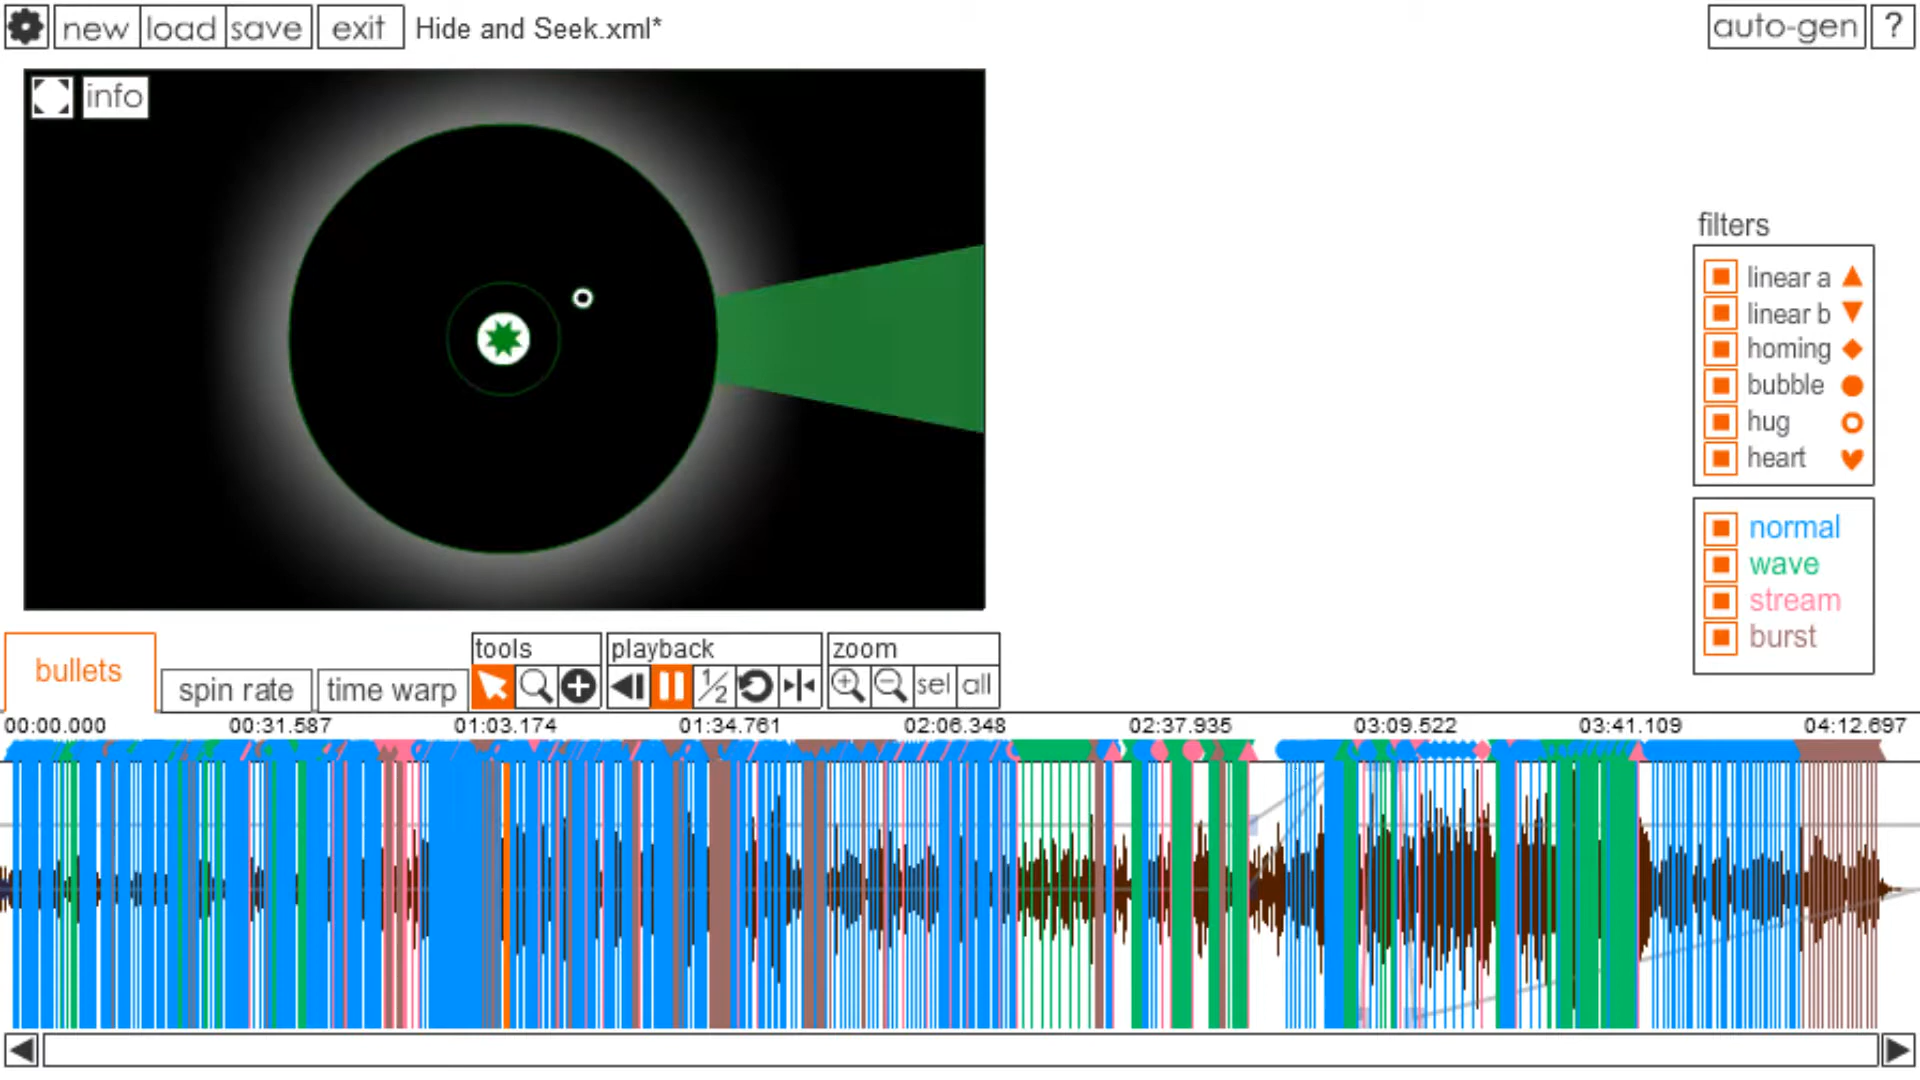 new load save exit Hide and Seek.xml* auto-gen ?
info
filters
linear a
linear b
homing
bubble
hug
heart
normal
wave
stream
burst
bullets
spin rate
time warp
tools
playback
zoom
1/2
sel
all
00:00.000 00:31.587 01:03.174 01:34.761 02:06.348 02:37.935 03:09.522 03:41.109 04:12.697